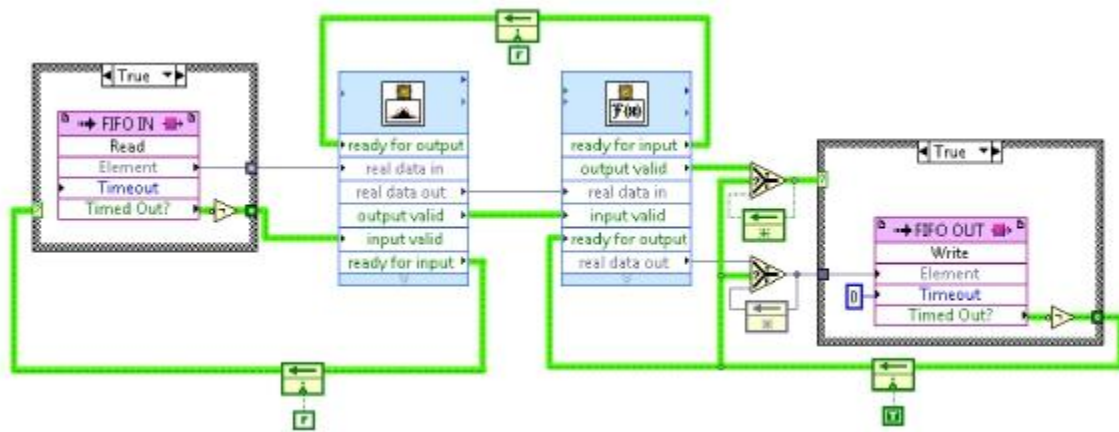 True
FIFO IN
Read
Element
Timeout
Timed Out?
F
ready for output
real data in
real data out
output valid
input valid
ready for input
F
F(x)
ready for input
output valid
real data in
input valid
ready for output
real data out
True
FIFO OUT
Write
Element
0
Timeout
Timed Out?
T